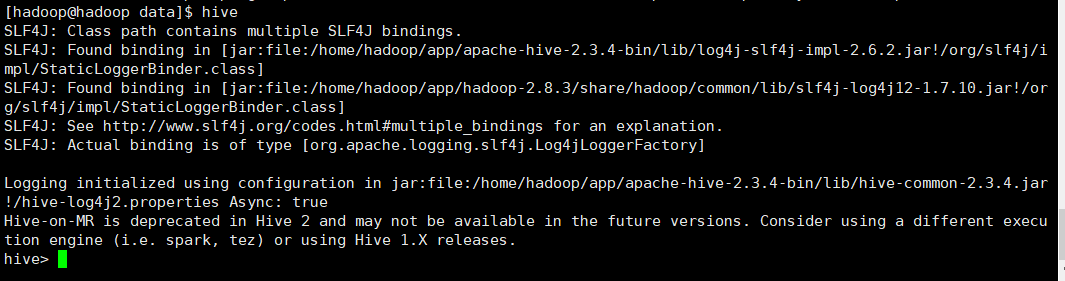 [hadoop@hadoop data]$ hive
SLF4J: Class path contains multiple SLF4J bindings.
SLF4J: Found binding in [jar:file:/home/hadoop/app/apache-hive-2.3.4-bin/lib/log4j-slf4j-impl-2.6.2.jar!/org/slf4j/i
mpl/StaticLoggerBinder.class]
SLF4J: Found binding in [jar:file:/home/hadoop/app/hadoop-2.8.3/share/hadoop/common/lib/slf4j-log4j12-1.7.10.jar!/or
g/slf4j/impl/StaticLoggerBinder.class]
SLF4J: See http://www.slf4j.org/codes.html#multiple_bindings for an explanation.
SLF4J: Actual binding is of type [org.apache.logging.slf4j.Log4jLoggerFactory]

Logging initialized using configuration in jar:file:/home/hadoop/app/apache-hive-2.3.4-bin/lib/hive-common-2.3.4.jar
!/hive-log4j2.properties Async: true
Hive-on-MR is deprecated in Hive 2 and may not be available in the future versions. Consider using a different execu
tion engine (i.e. spark, tez) or using Hive 1.X releases.
hive>